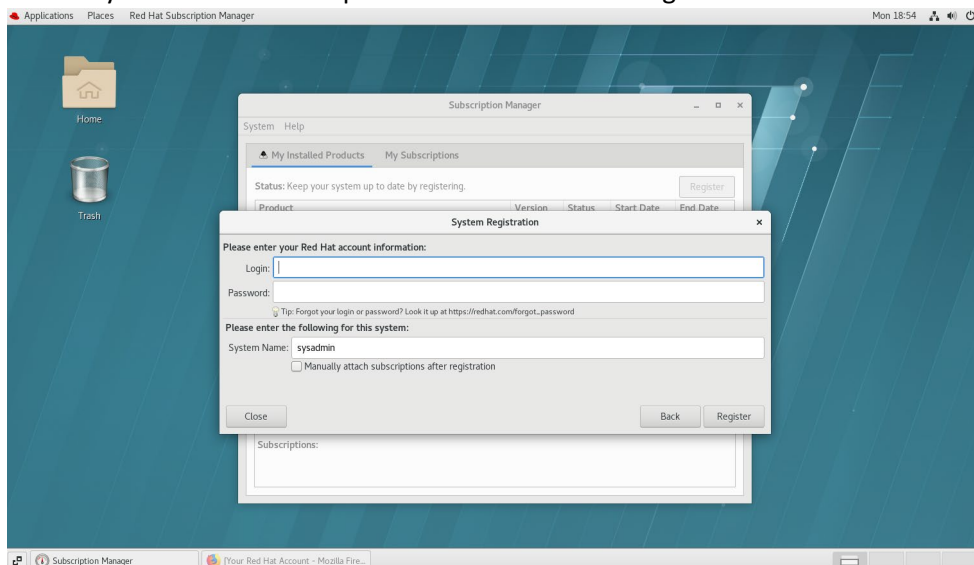 Applications Places Red Hat Subscription Manager Mon 18:54
Home
Trash
Subscription Manager
System Help
My Installed Products My Subscriptions
Status: Keep your system up to date by registering. Register
Product Version Status Start Date End Date
System Registration
Please enter your Red Hat account information:
Login:
Password:
Tip: Forgot your login or password? Look it up at https://redhat.com/forgot_password
Please enter the following for this system:
System Name: sysadmin
Manually attach subscriptions after registration
Close Back Register
Subscriptions:
Subscription Manager [Your Red Hat Account - Mozilla Fire...